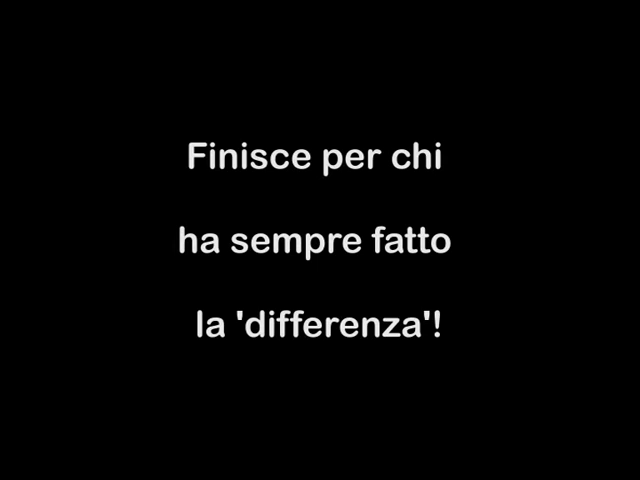 Finisce per chi
ha sempre fatto
la 'differenza'!